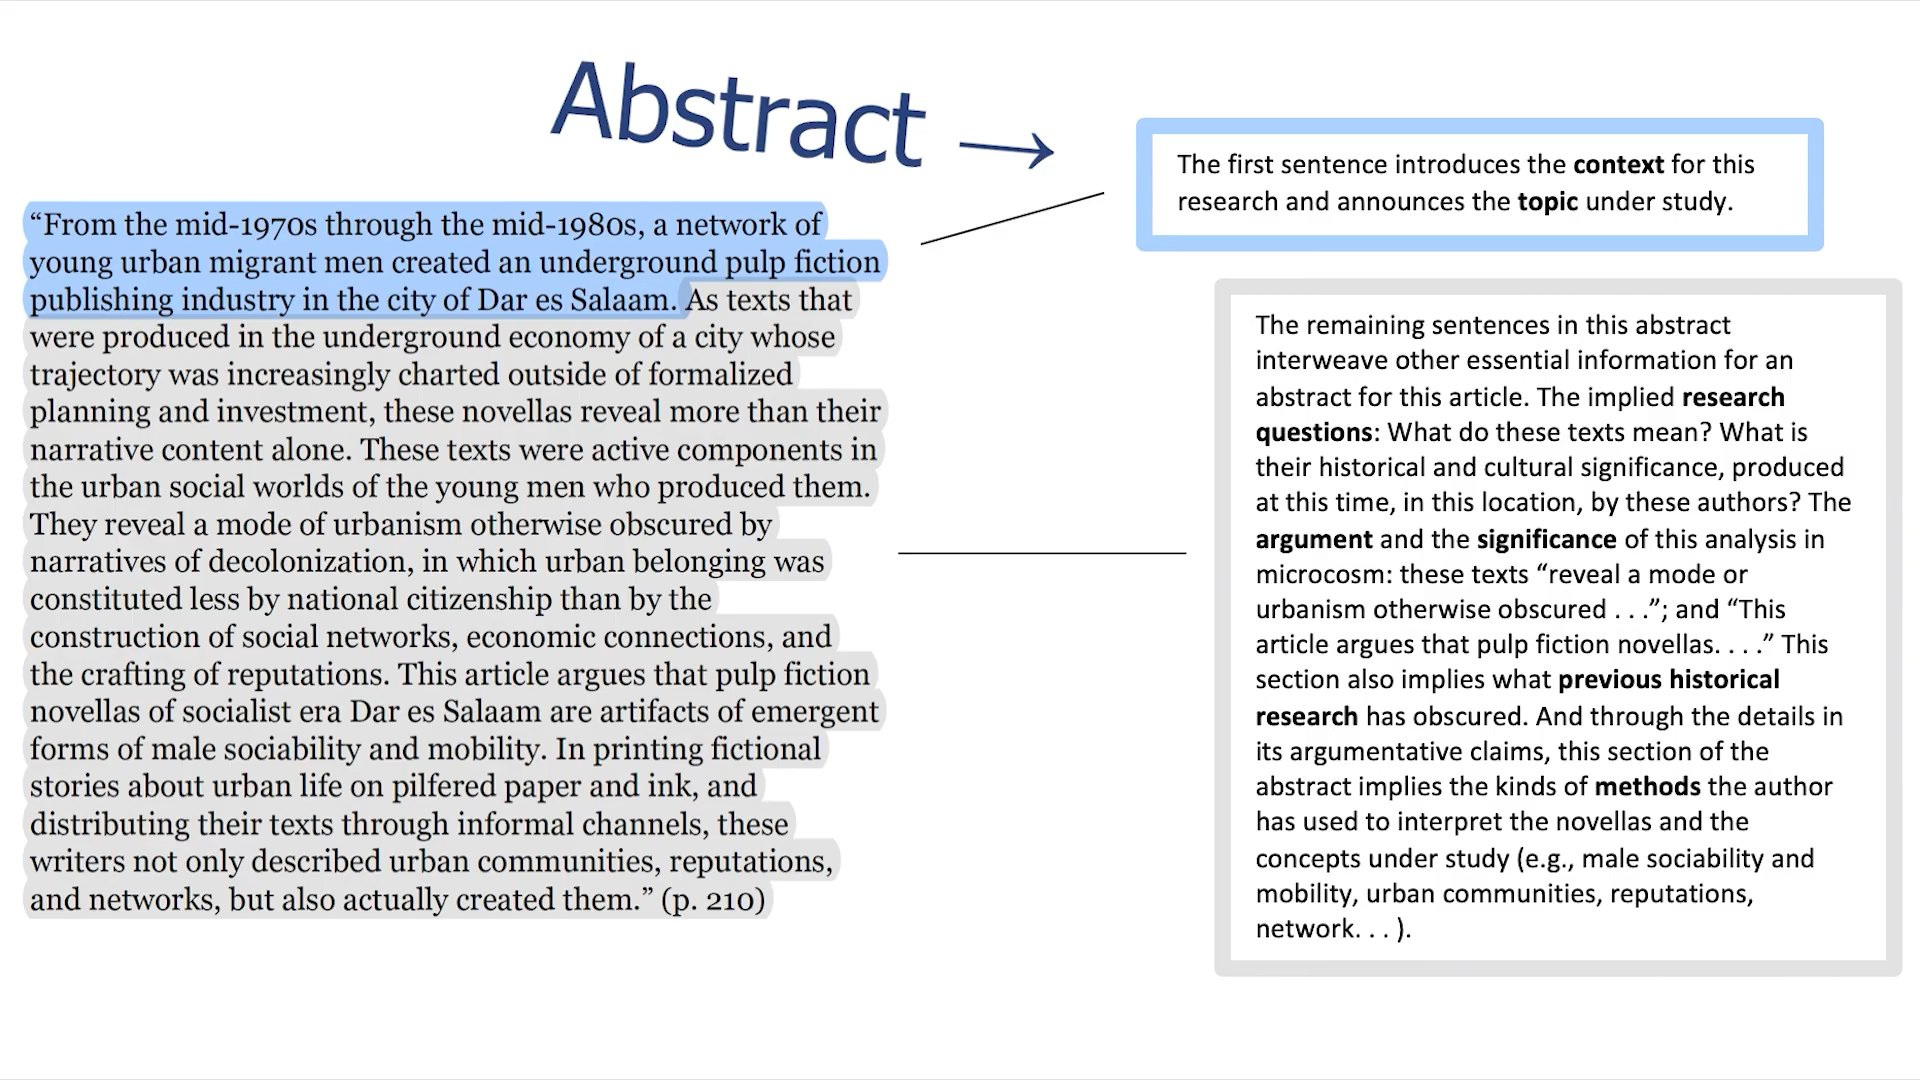 Abstract →
“From the mid-1970s through the mid-1980s, a network of
young urban migrant men created an underground pulp fiction
publishing industry in the city of Dar es Salaam. As texts that
were produced in the underground economy of a city whose
trajectory was increasingly charted outside of formalized
planning and investment, these novellas reveal more than their
narrative content alone. These texts were active components in
the urban social worlds of the young men who produced them.
They reveal a mode of urbanism otherwise obscured by
narratives of decolonization, in which urban belonging was
constituted less by national citizenship than by the
construction of social networks, economic connections, and
the crafting of reputations. This article argues that pulp fiction
novellas of socialist era Dar es Salaam are artifacts of emergent
forms of male sociability and mobility. In printing fictional
stories about urban life on pilfered paper and ink, and
distributing their texts through informal channels, these
writers not only described urban communities, reputations,
and networks, but also actually created them.” (p. 210)
The first sentence introduces the context for this
research and announces the topic under study.
The remaining sentences in this abstract
interweave other essential information for an
abstract for this article. The implied research
questions: What do these texts mean? What is
their historical and cultural significance, produced
at this time, in this location, by these authors? The
argument and the significance of this analysis in
microcosm: these texts “reveal a mode or
urbanism otherwise obscured . . .”; and “This
article argues that pulp fiction novellas. . . .” This
section also implies what previous historical
research has obscured. And through the details in
its argumentative claims, this section of the
abstract implies the kinds of methods the author
has used to interpret the novellas and the
concepts under study (e.g., male sociability and
mobility, urban communities, reputations,
network. . . ).